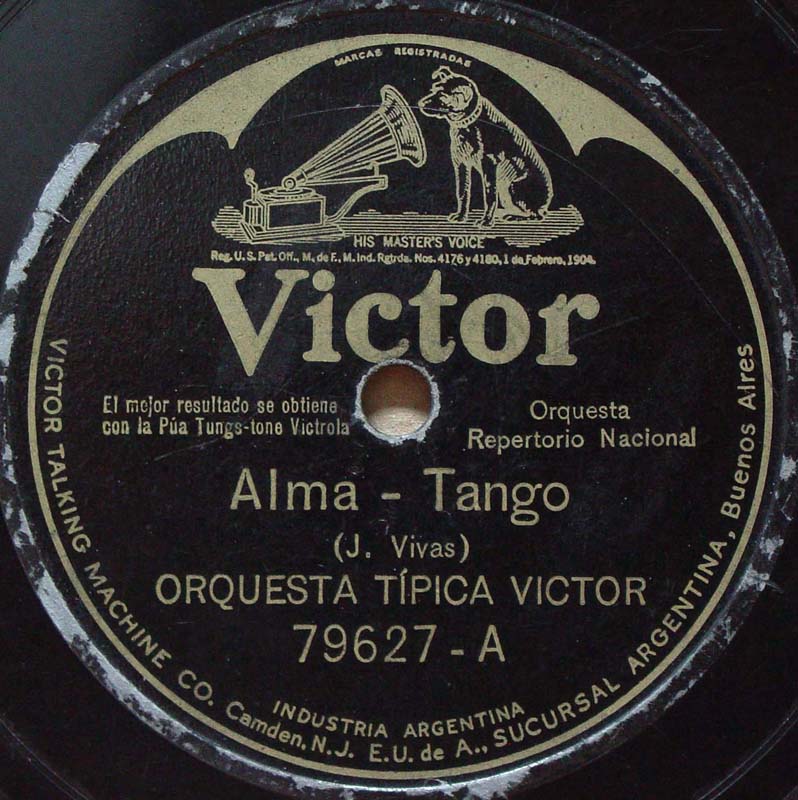 MARCAS REGISTRADAS
HIS MASTER'S VOICE
Reg. U.S. Pat. Off., M. de F., M. Ind. Rgtrda. Nos. 4176 y 4180, 1 de Febrero, 1904.
Victor
El mejor resultado se obtiene
con la Púa Tungs-tone Victrola
Orquesta
Repertorio Nacional
Alma - Tango
(J. Vivas)
ORQUESTA TÍPICA VICTOR
79627 - A
INDUSTRIA ARGENTINA
VICTOR TALKING MACHINE CO. Camden, N.J. E.U. de A., SUCURSAL ARGENTINA, Buenos Aires